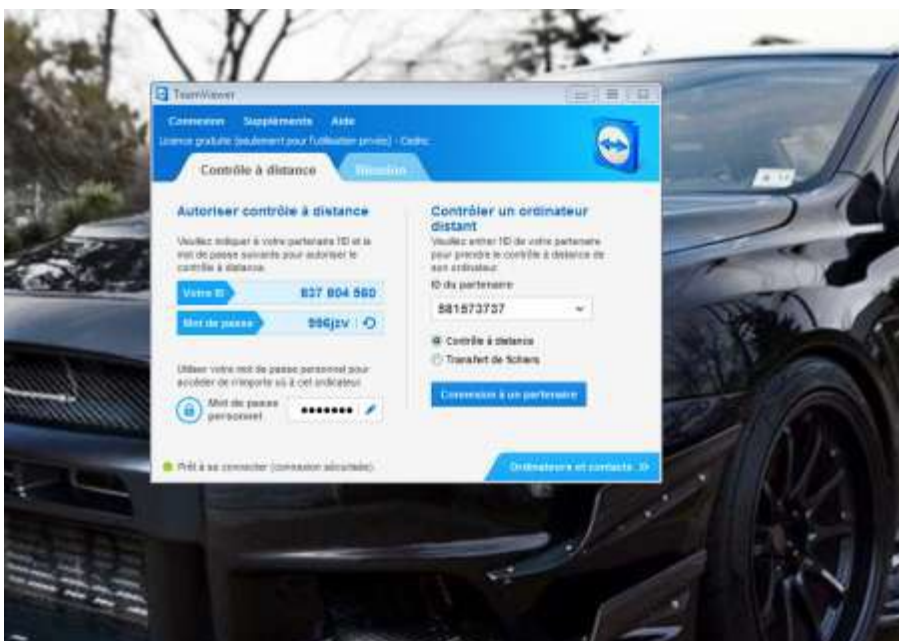 TeamViewer
Connexion Suppléments Aide
Licence gratuite (seulement pour l'utilisation privée) - Cedric
Contrôle à distance
Réunion
Autoriser contrôle à distance
Veuillez indiquer à votre partenaire l'ID et le
mot de passe suivants pour autoriser le
contrôle à distance.
Votre ID
837 804 560
Mot de passe
996jzv
Utiliser votre mot de passe personnel pour
accéder de n'importe où à cet ordinateur.
Mot de passe
personnel
Contrôler un ordinateur
distant
Veuillez entrer l'ID de votre partenaire
pour prendre le contrôle à distance de
son ordinateur.
ID du partenaire
581573737
Contrôle à distance
Transfert de fichiers
Connexion à un partenaire
Prêt à se connecter (connexion sécurisée).
Ordinateurs et contacts